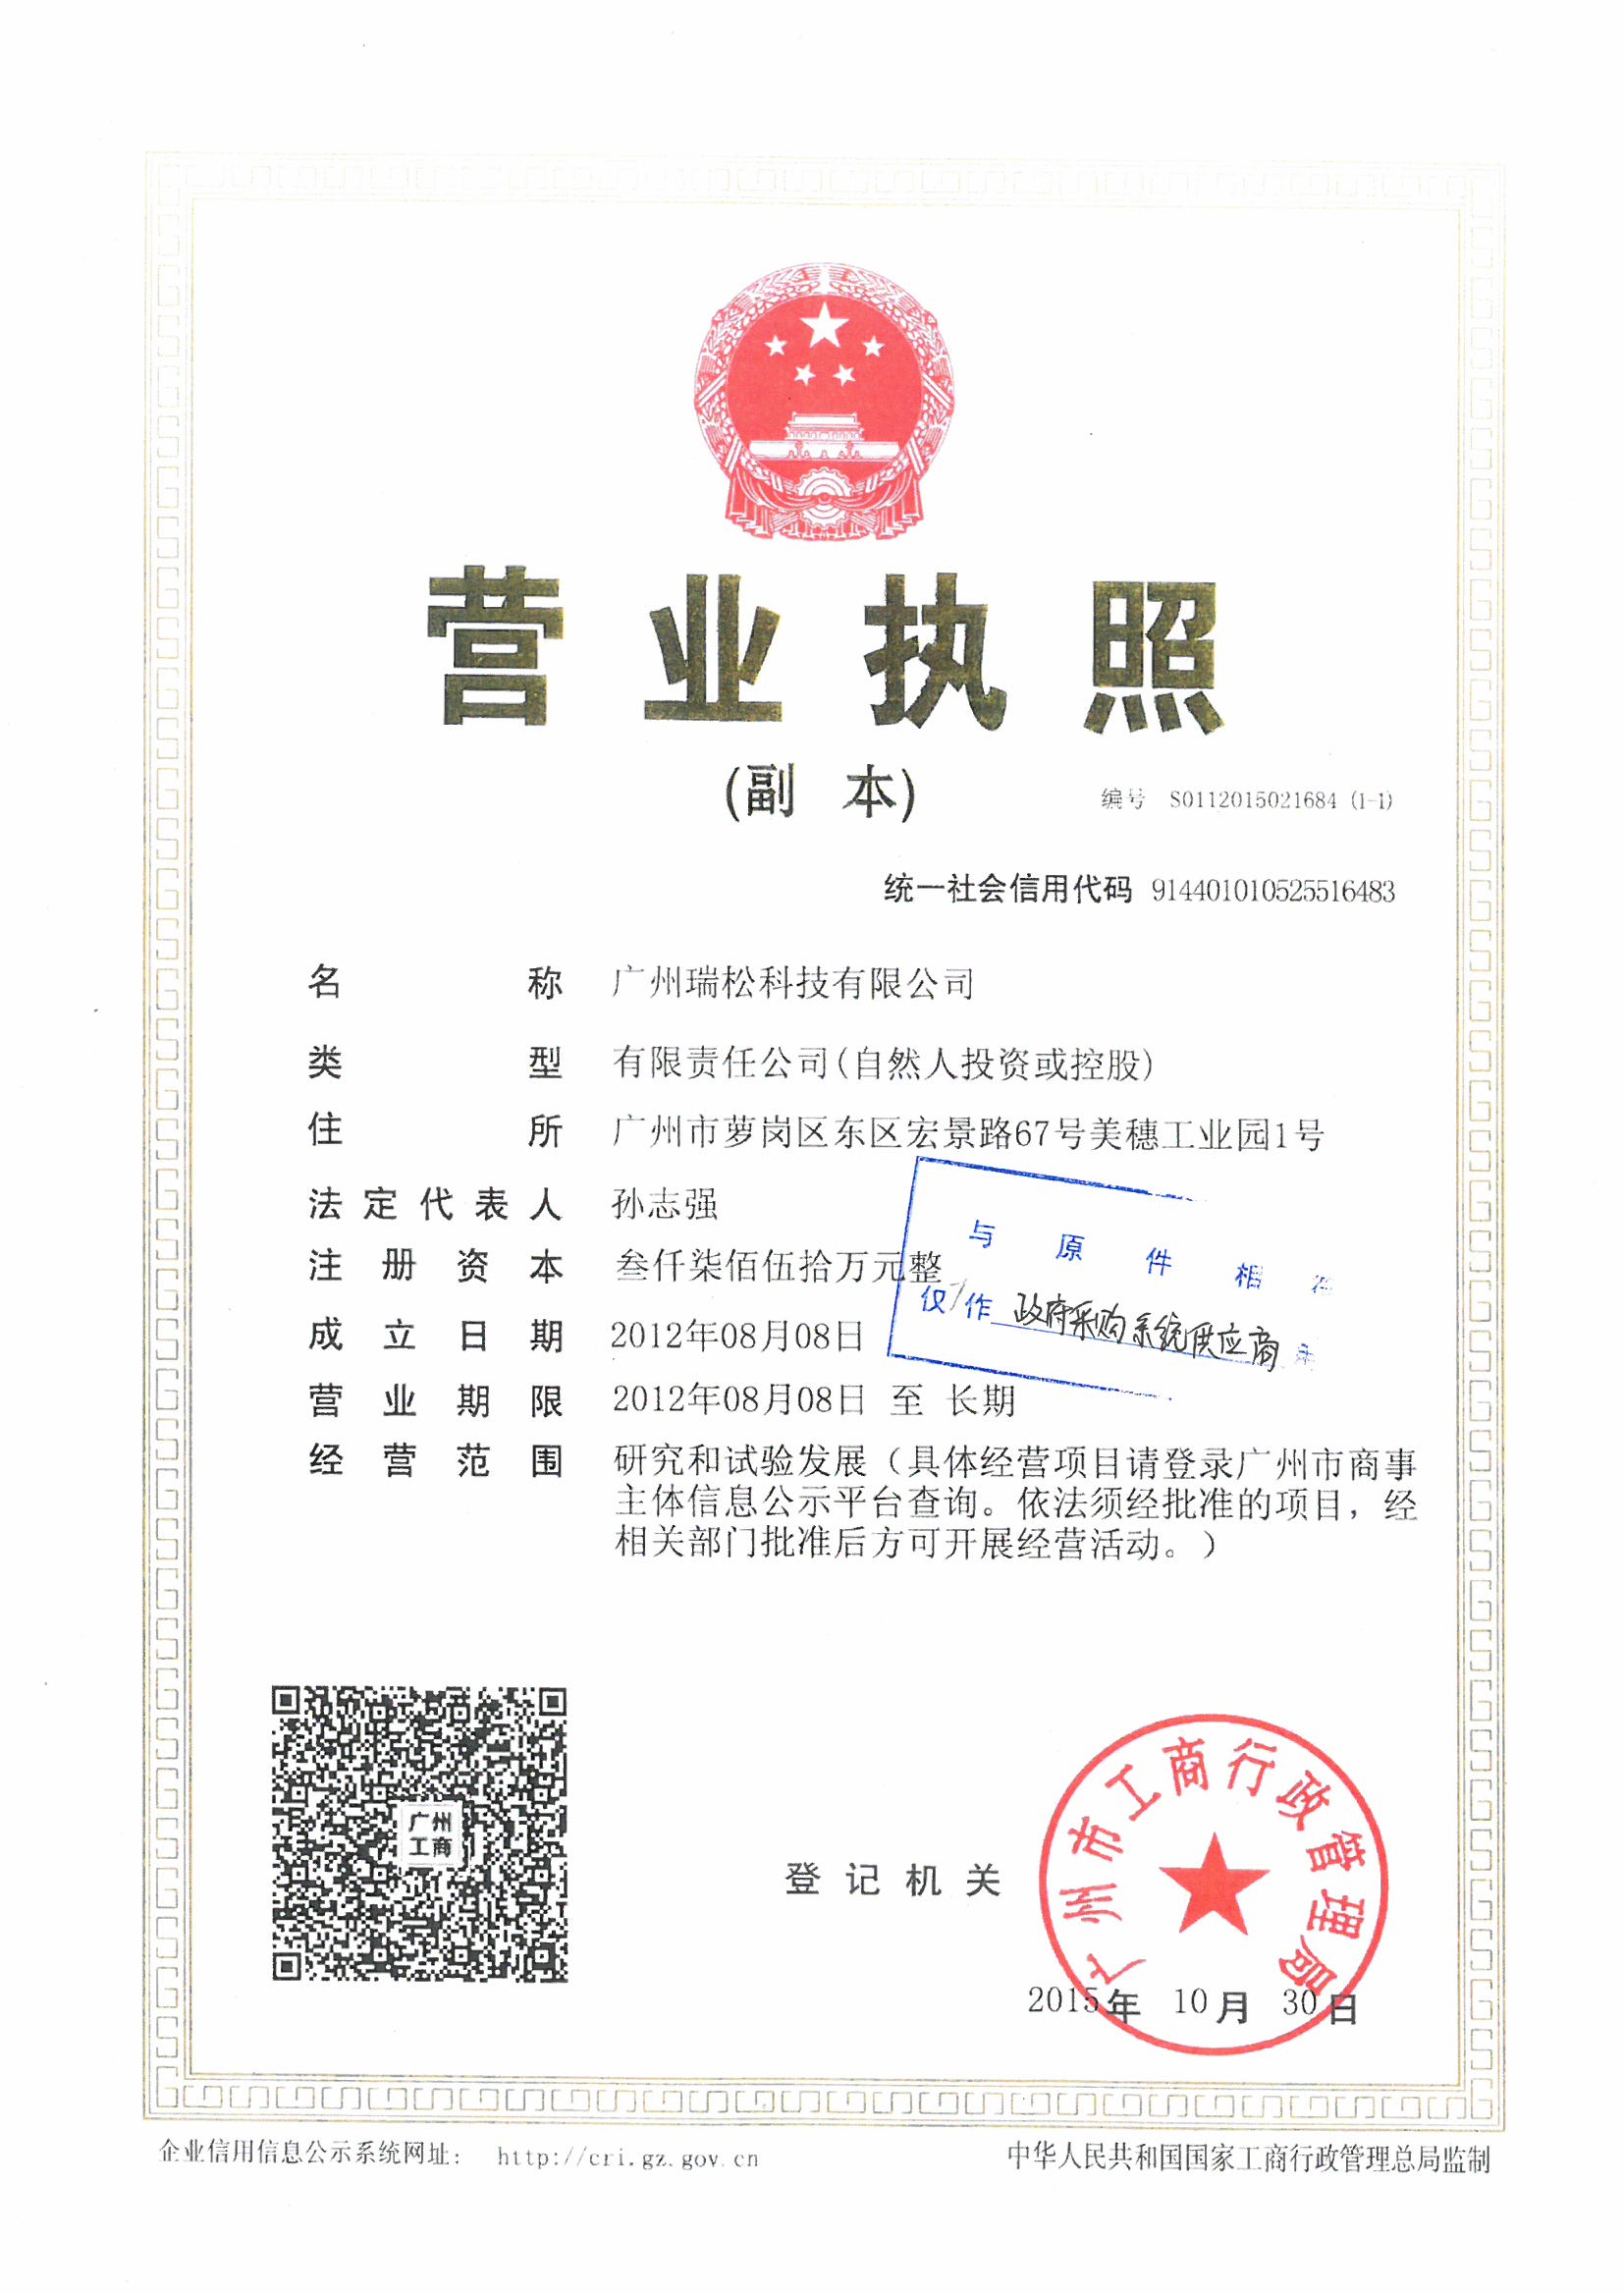 营业执照
(副 本)
编号 S0112015021684 (1-1)
统一社会信用代码 914401010525516483
名称 广州瑞松科技有限公司
类型 有限责任公司(自然人投资或控股)
住所 广州市萝岗区东区宏景路67号美穗工业园1号
法定代表人 孙志强
注册资本 叁仟柒佰伍拾万元整
成立日期 2012年08月08日
营业期限 2012年08月08日 至 长期
经营范围 研究和试验发展（具体经营项目请登录广州市商事
主体信息公示平台查询。依法须经批准的项目，经
相关部门批准后方可开展经营活动。）
与原件相
仅作政府采购系统供应商
广州
工商
登记机关
广州市工商行政管理局
2015年 10月 30日
企业信用信息公示系统网址： http://cri.gz.gov.cn
中华人民共和国国家工商行政管理总局监制